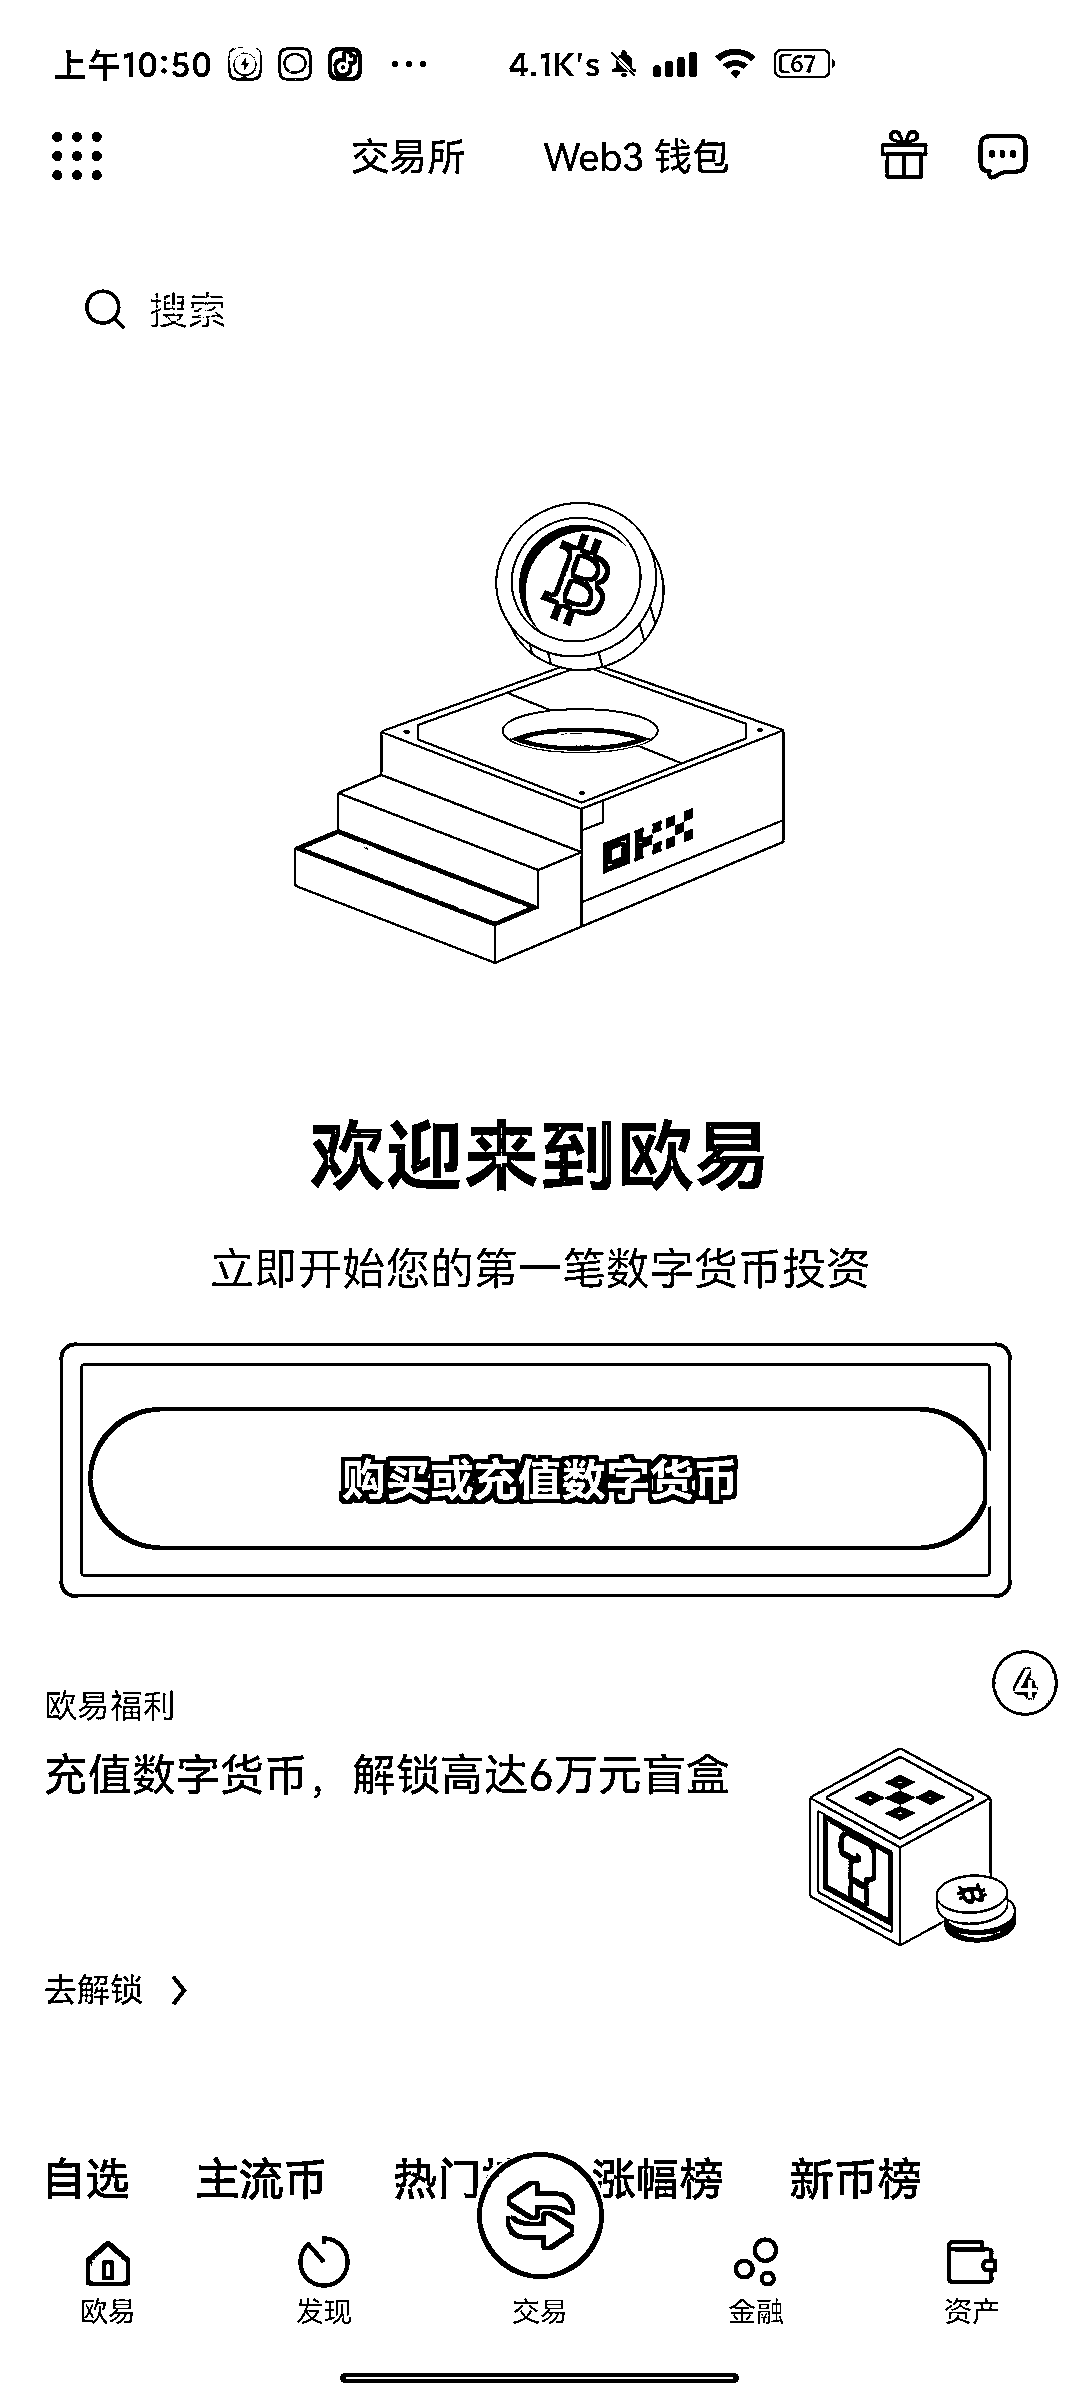 上午10:50 ··· 4.1K's 67
交易所 Web3 钱包
搜索
OKX
欢迎来到欧易
立即开始您的第一笔数字货币投资
购买或充值数字货币
4
欧易福利
充值数字货币，解锁高达6万元盲盒
?
去解锁
自选 主流币 热门 涨幅榜 新币榜
欧易 发现 交易 金融 资产